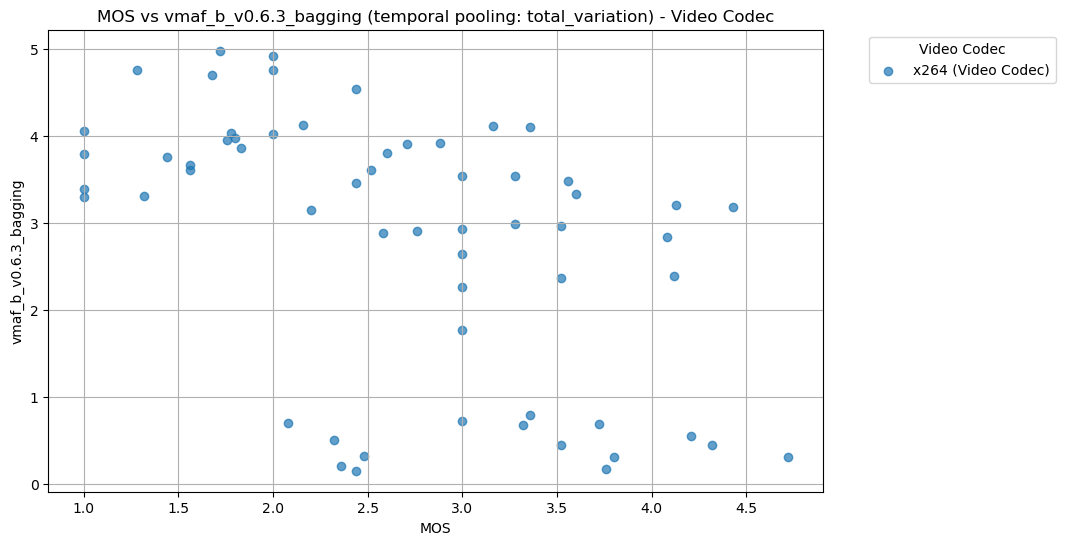 MOS vs vmaf_b_v0.6.3_bagging (temporal pooling: total_variation) - Video Codec
Video Codec
x264 (Video Codec)
vmaf_b_v0.6.3_bagging
5
4
3
2
1
0
1.0 1.5 2.0 2.5 3.0 3.5 4.0 4.5
MOS